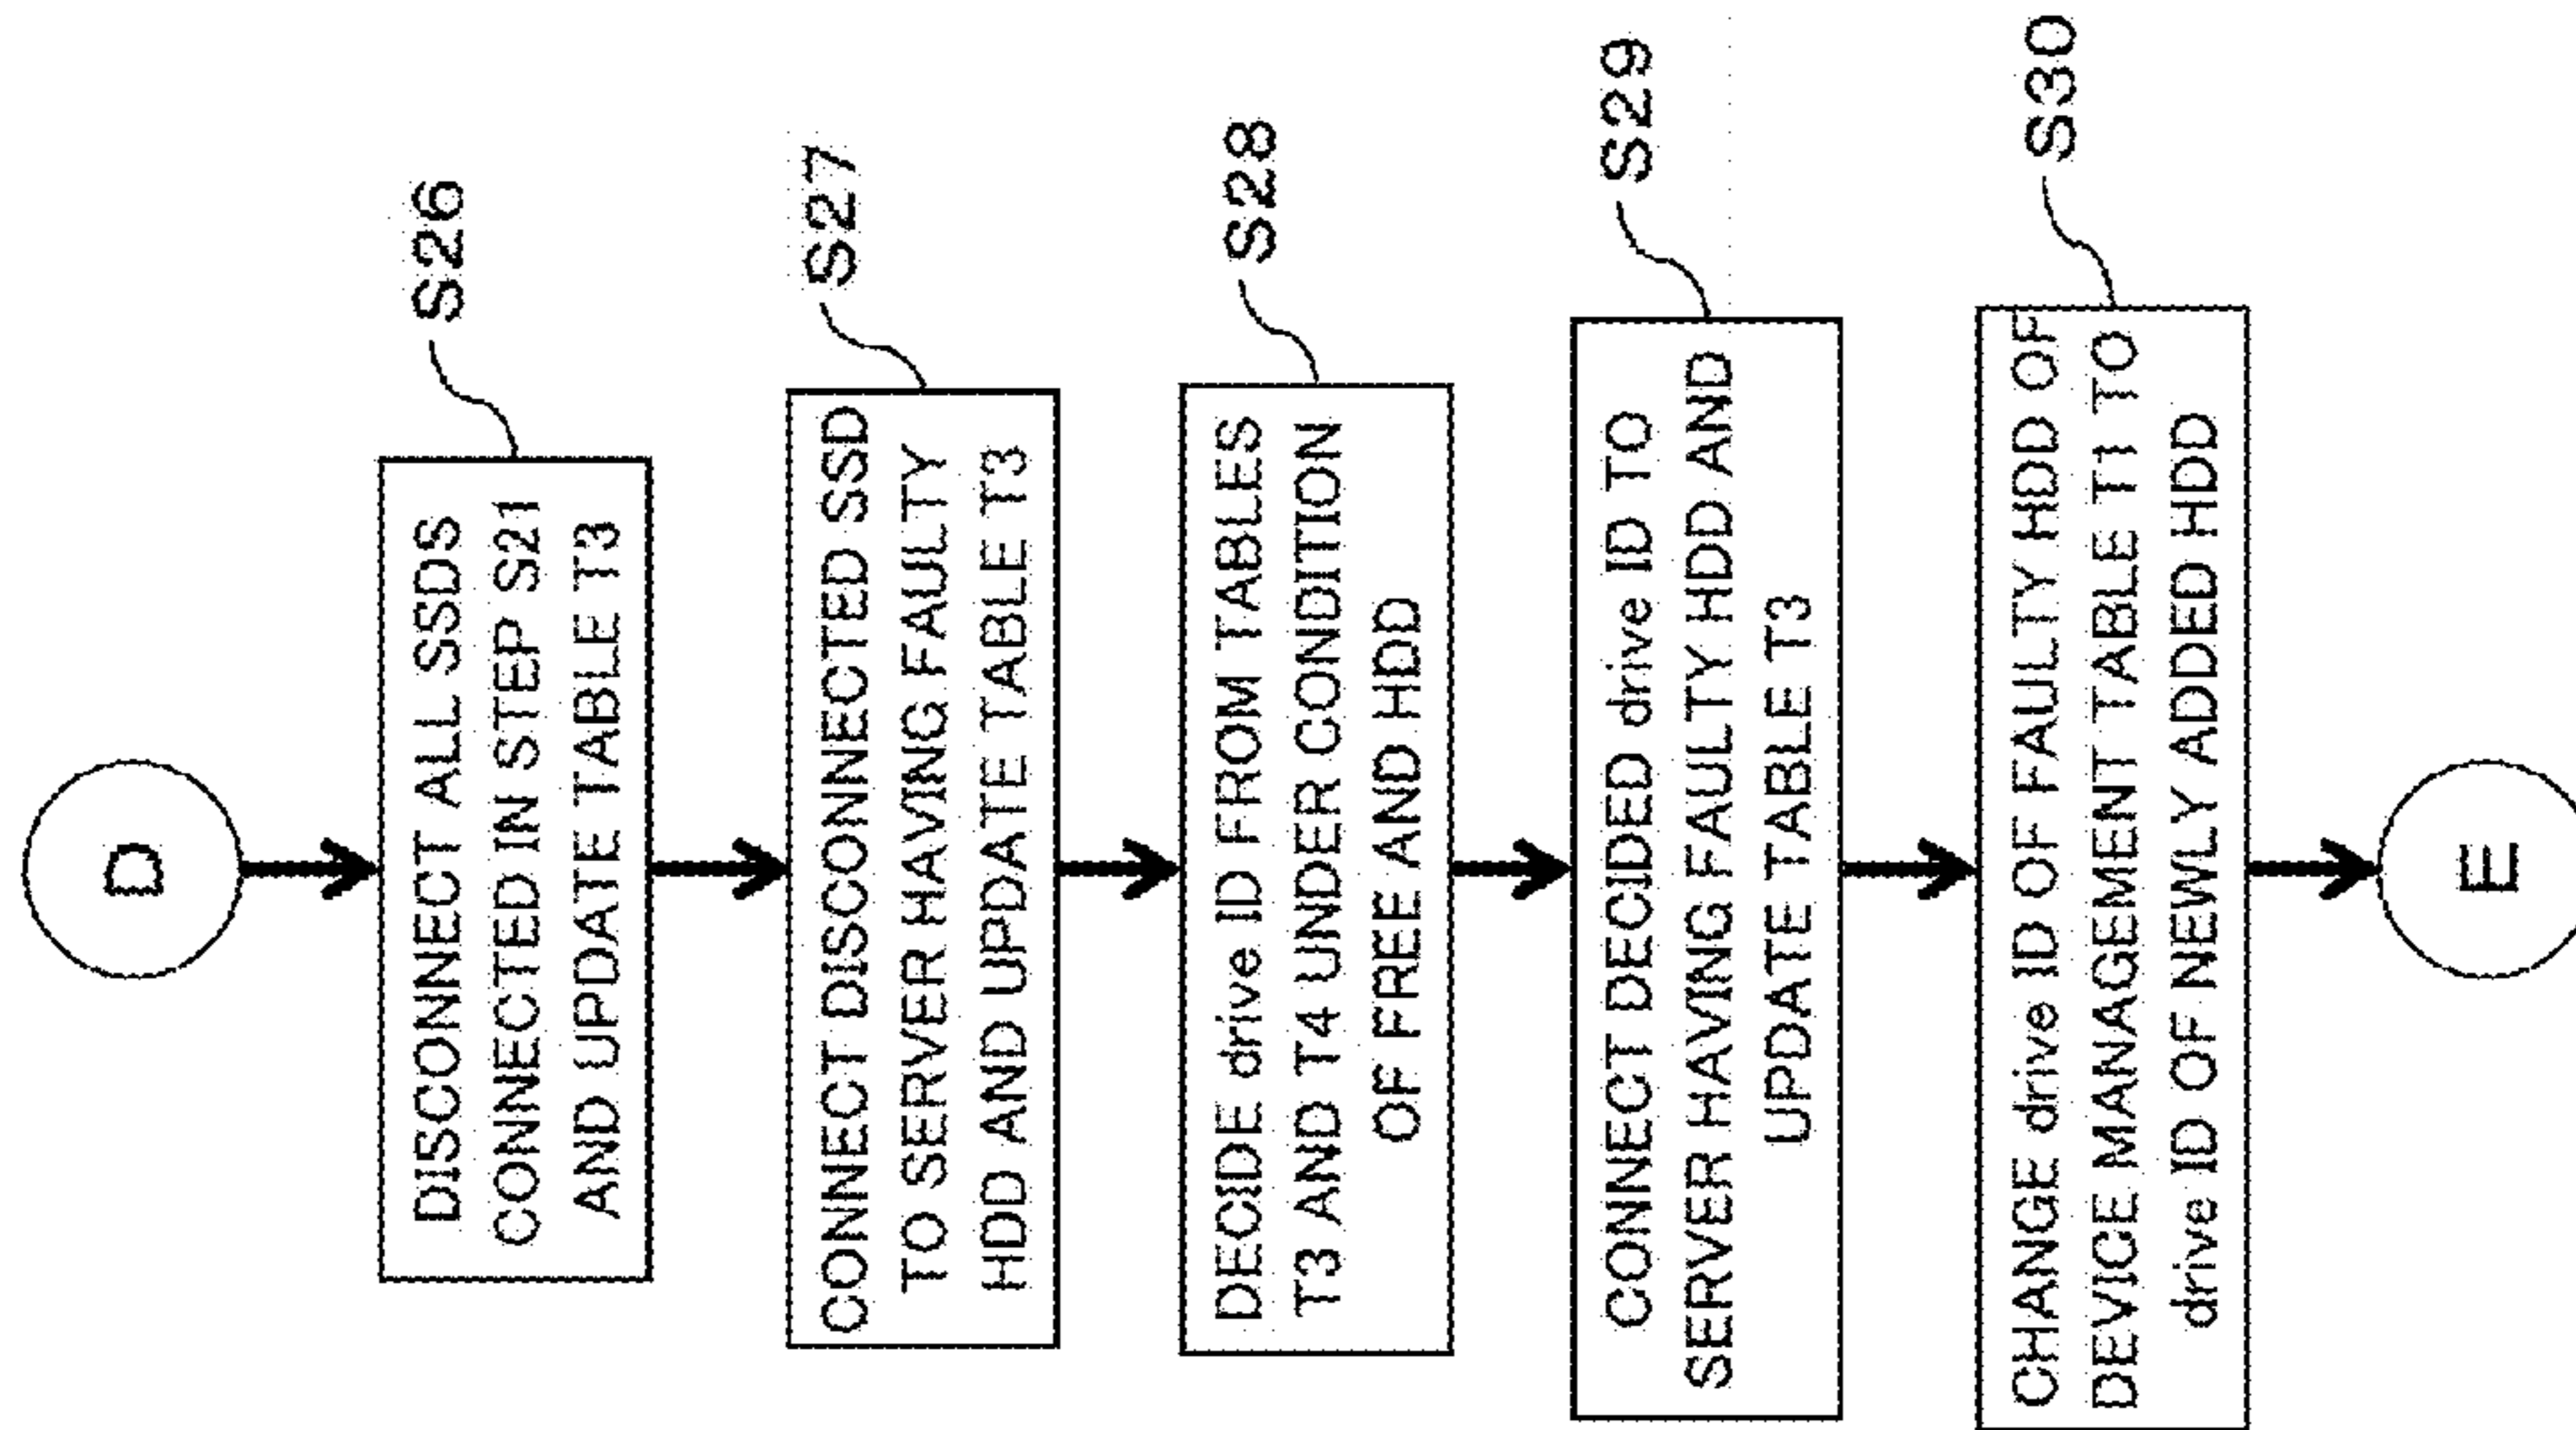 D
DISCONNECT ALL SSDS
CONNECTED IN STEP S21
AND UPDATE TABLE T3
S26
CONNECT DISCONNECTED SSD
TO SERVER HAVING FAULTY
HDD AND UPDATE TABLE T3
S27
DECIDE drive ID FROM TABLES
T3 AND T4 UNDER CONDITION
OF FREE AND HDD
S28
CONNECT DECIDED drive ID TO
SERVER HAVING FAULTY HDD AND
UPDATE TABLE T3
S29
CHANGE drive ID OF FAULTY HDD OF
DEVICE MANAGEMENT TABLE T1 TO
drive ID OF NEWLY ADDED HDD
S30
E